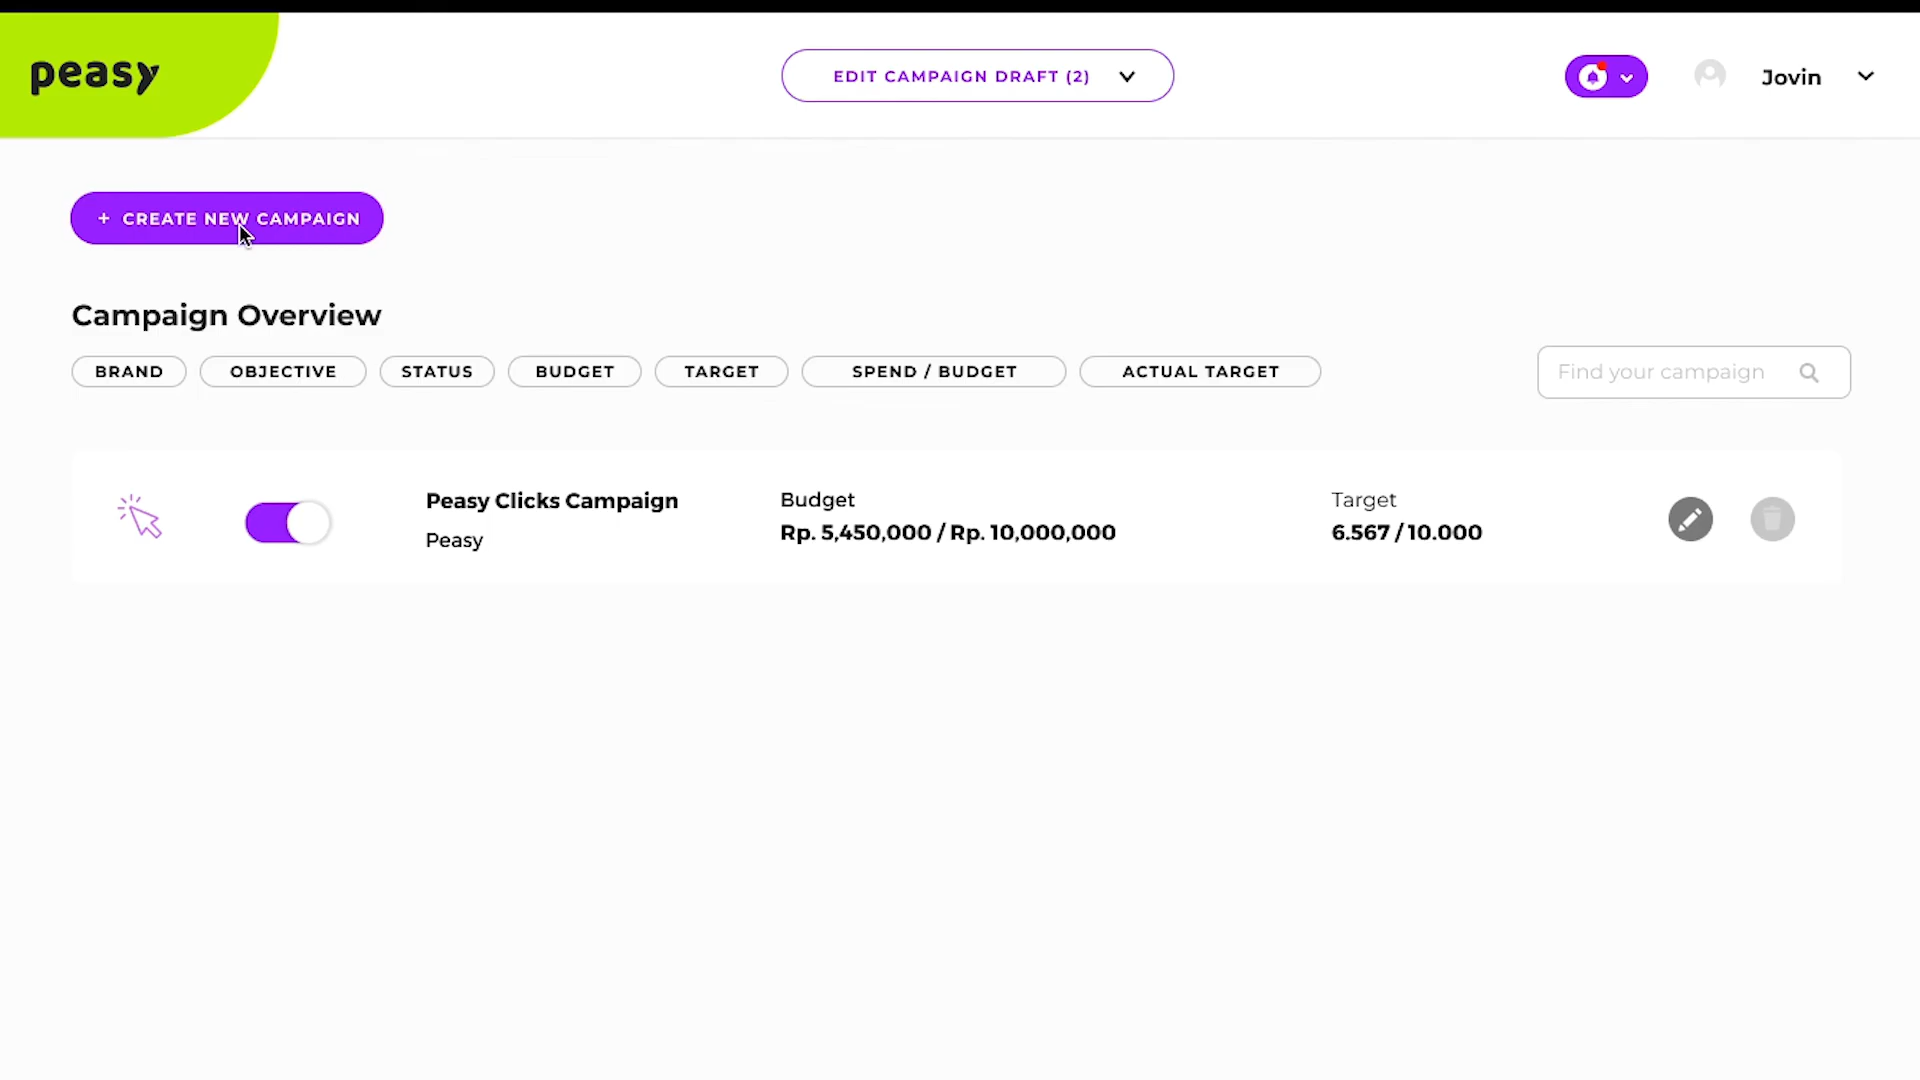 peasy
EDIT CAMPAIGN DRAFT (2)
Jovin
+ CREATE NEW CAMPAIGN
Campaign Overview
BRAND
OBJECTIVE
STATUS
BUDGET
TARGET
SPEND / BUDGET
ACTUAL TARGET
Find your campaign
Peasy Clicks Campaign
Peasy
Budget
Rp. 5,450,000 / Rp. 10,000,000
Target
6.567 / 10.000